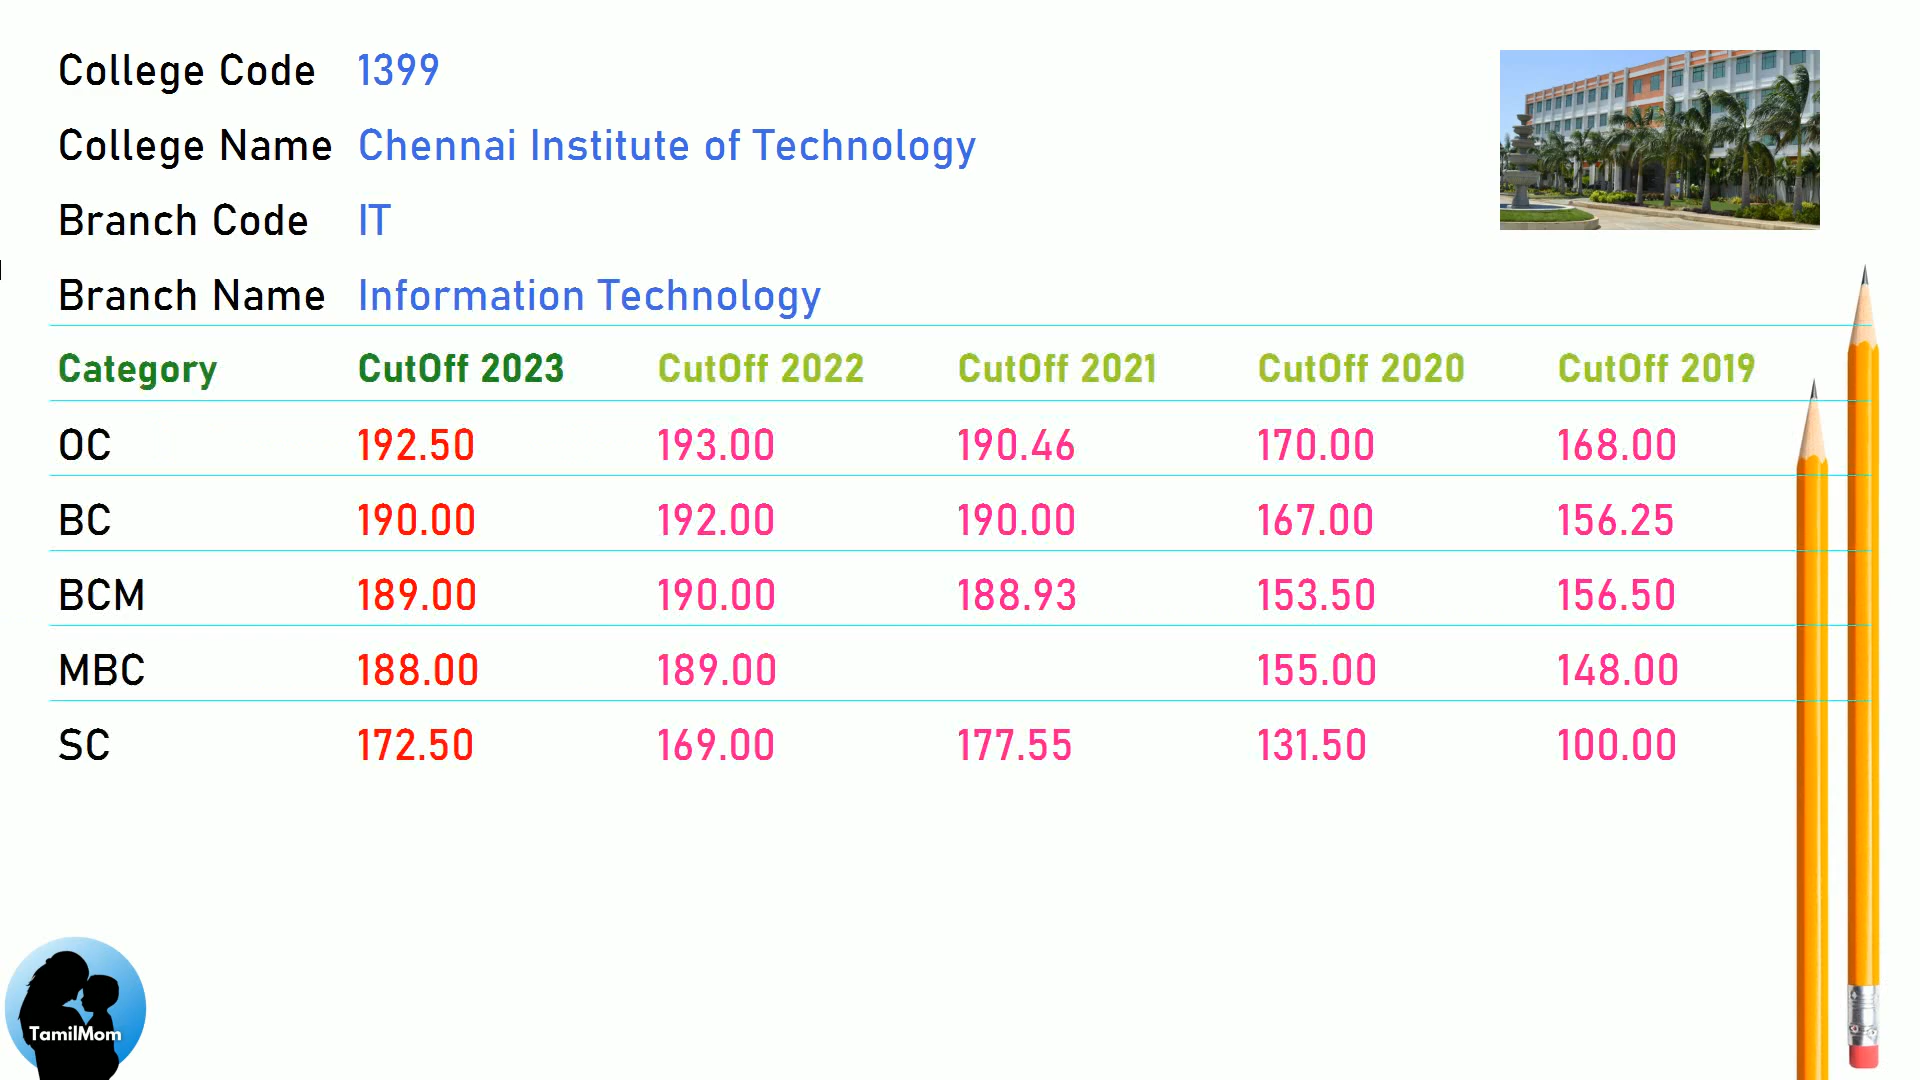 College Code 1399
College Name Chennai Institute of Technology
Branch Code IT
Branch Name Information Technology
Category CutOff 2023 CutOff 2022 CutOff 2021 CutOff 2020 CutOff 2019
OC 192.50 193.00 190.46 170.00 168.00
BC 190.00 192.00 190.00 167.00 156.25
BCM 189.00 190.00 188.93 153.50 156.50
MBC 188.00 189.00 155.00 148.00
SC 172.50 169.00 177.55 131.50 100.00
TamilMom